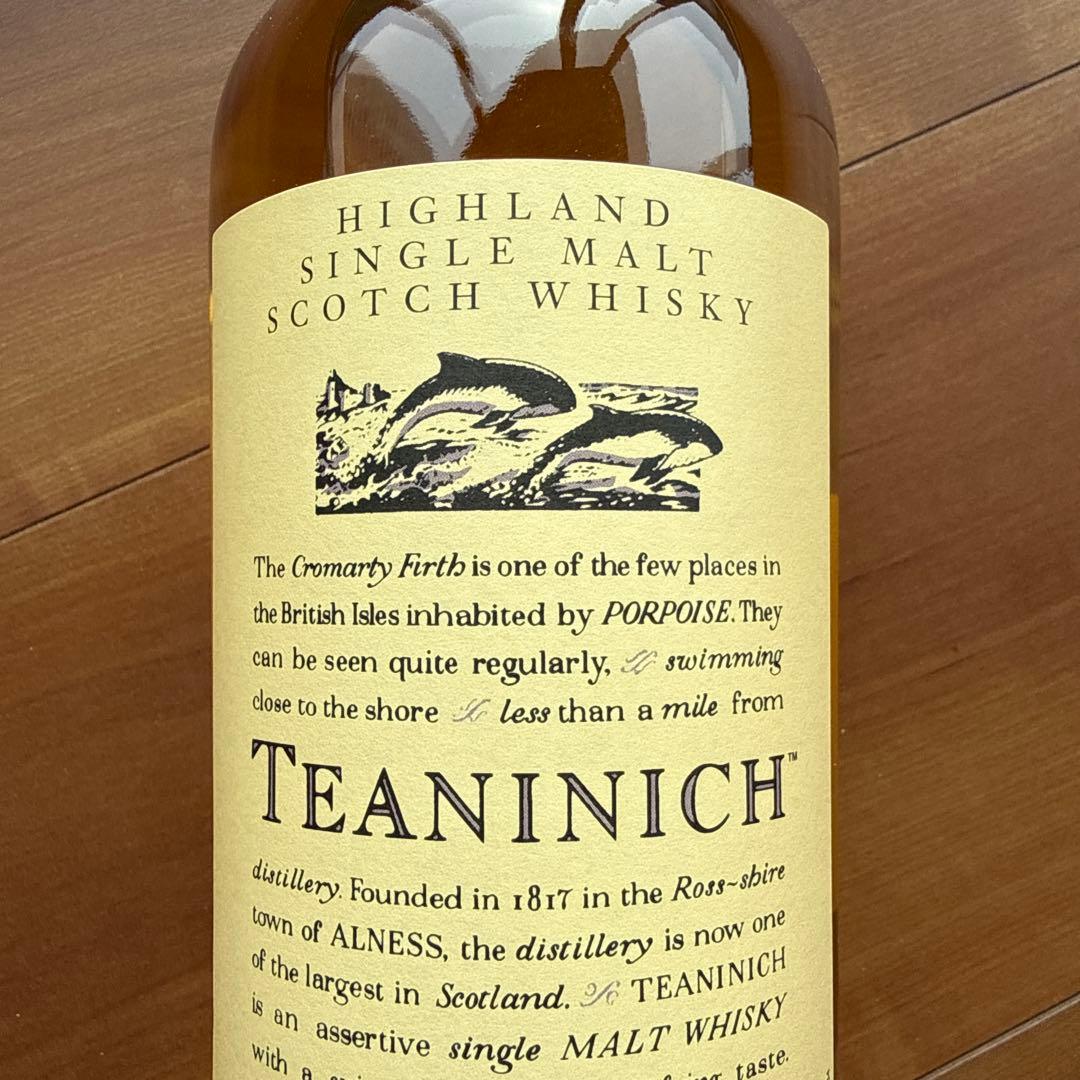 HIGHLAND
SINGLE MALT
SCOTCH WHISKY
The Cromarty Firth is one of the few places in
the British Isles inhabited by PORPOISE. They
can be seen quite regularly, swimming
close to the shore less than a mile from
TEANINICH™
distillery. Founded in 1817 in the Ross~shire
town of ALNESS, the distillery is now one
of the largest in Scotland. TEANINICH
is an assertive single MALT WHISKY
with a taste.